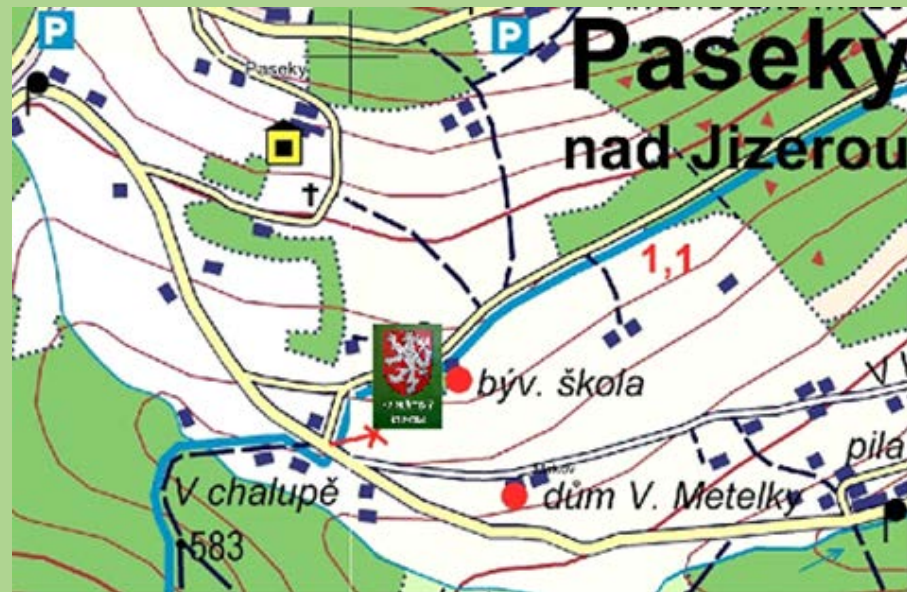 P
P
Paseky
nad Jizerou
Paseky
1,1
býv. škola
V chalupě
dům V. Metelky
pila
583